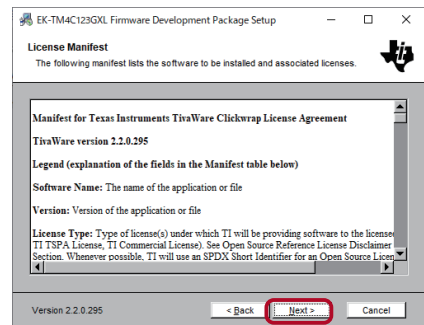 EK-TM4C123GXL Firmware Development Package Setup
License Manifest
The following manifest lists the software to be installed and associated licenses.
Manifest for Texas Instruments TivaWare Clickwrap License Agreement
TivaWare version 2.2.0.295
Legend (explanation of the fields in the Manifest table below)
Software Name: The name of the application or file
Version: Version of the application or file
License Type: Type of license(s) under which TI will be providing software to the licensee
TI TSPA License, TI Commercial License). See Open Source Reference License Disclaimer
Section. Whenever possible, TI will use an SPDX Short Identifier for an Open Source Licen
Version 2.2.0.295
< Back
Next >
Cancel